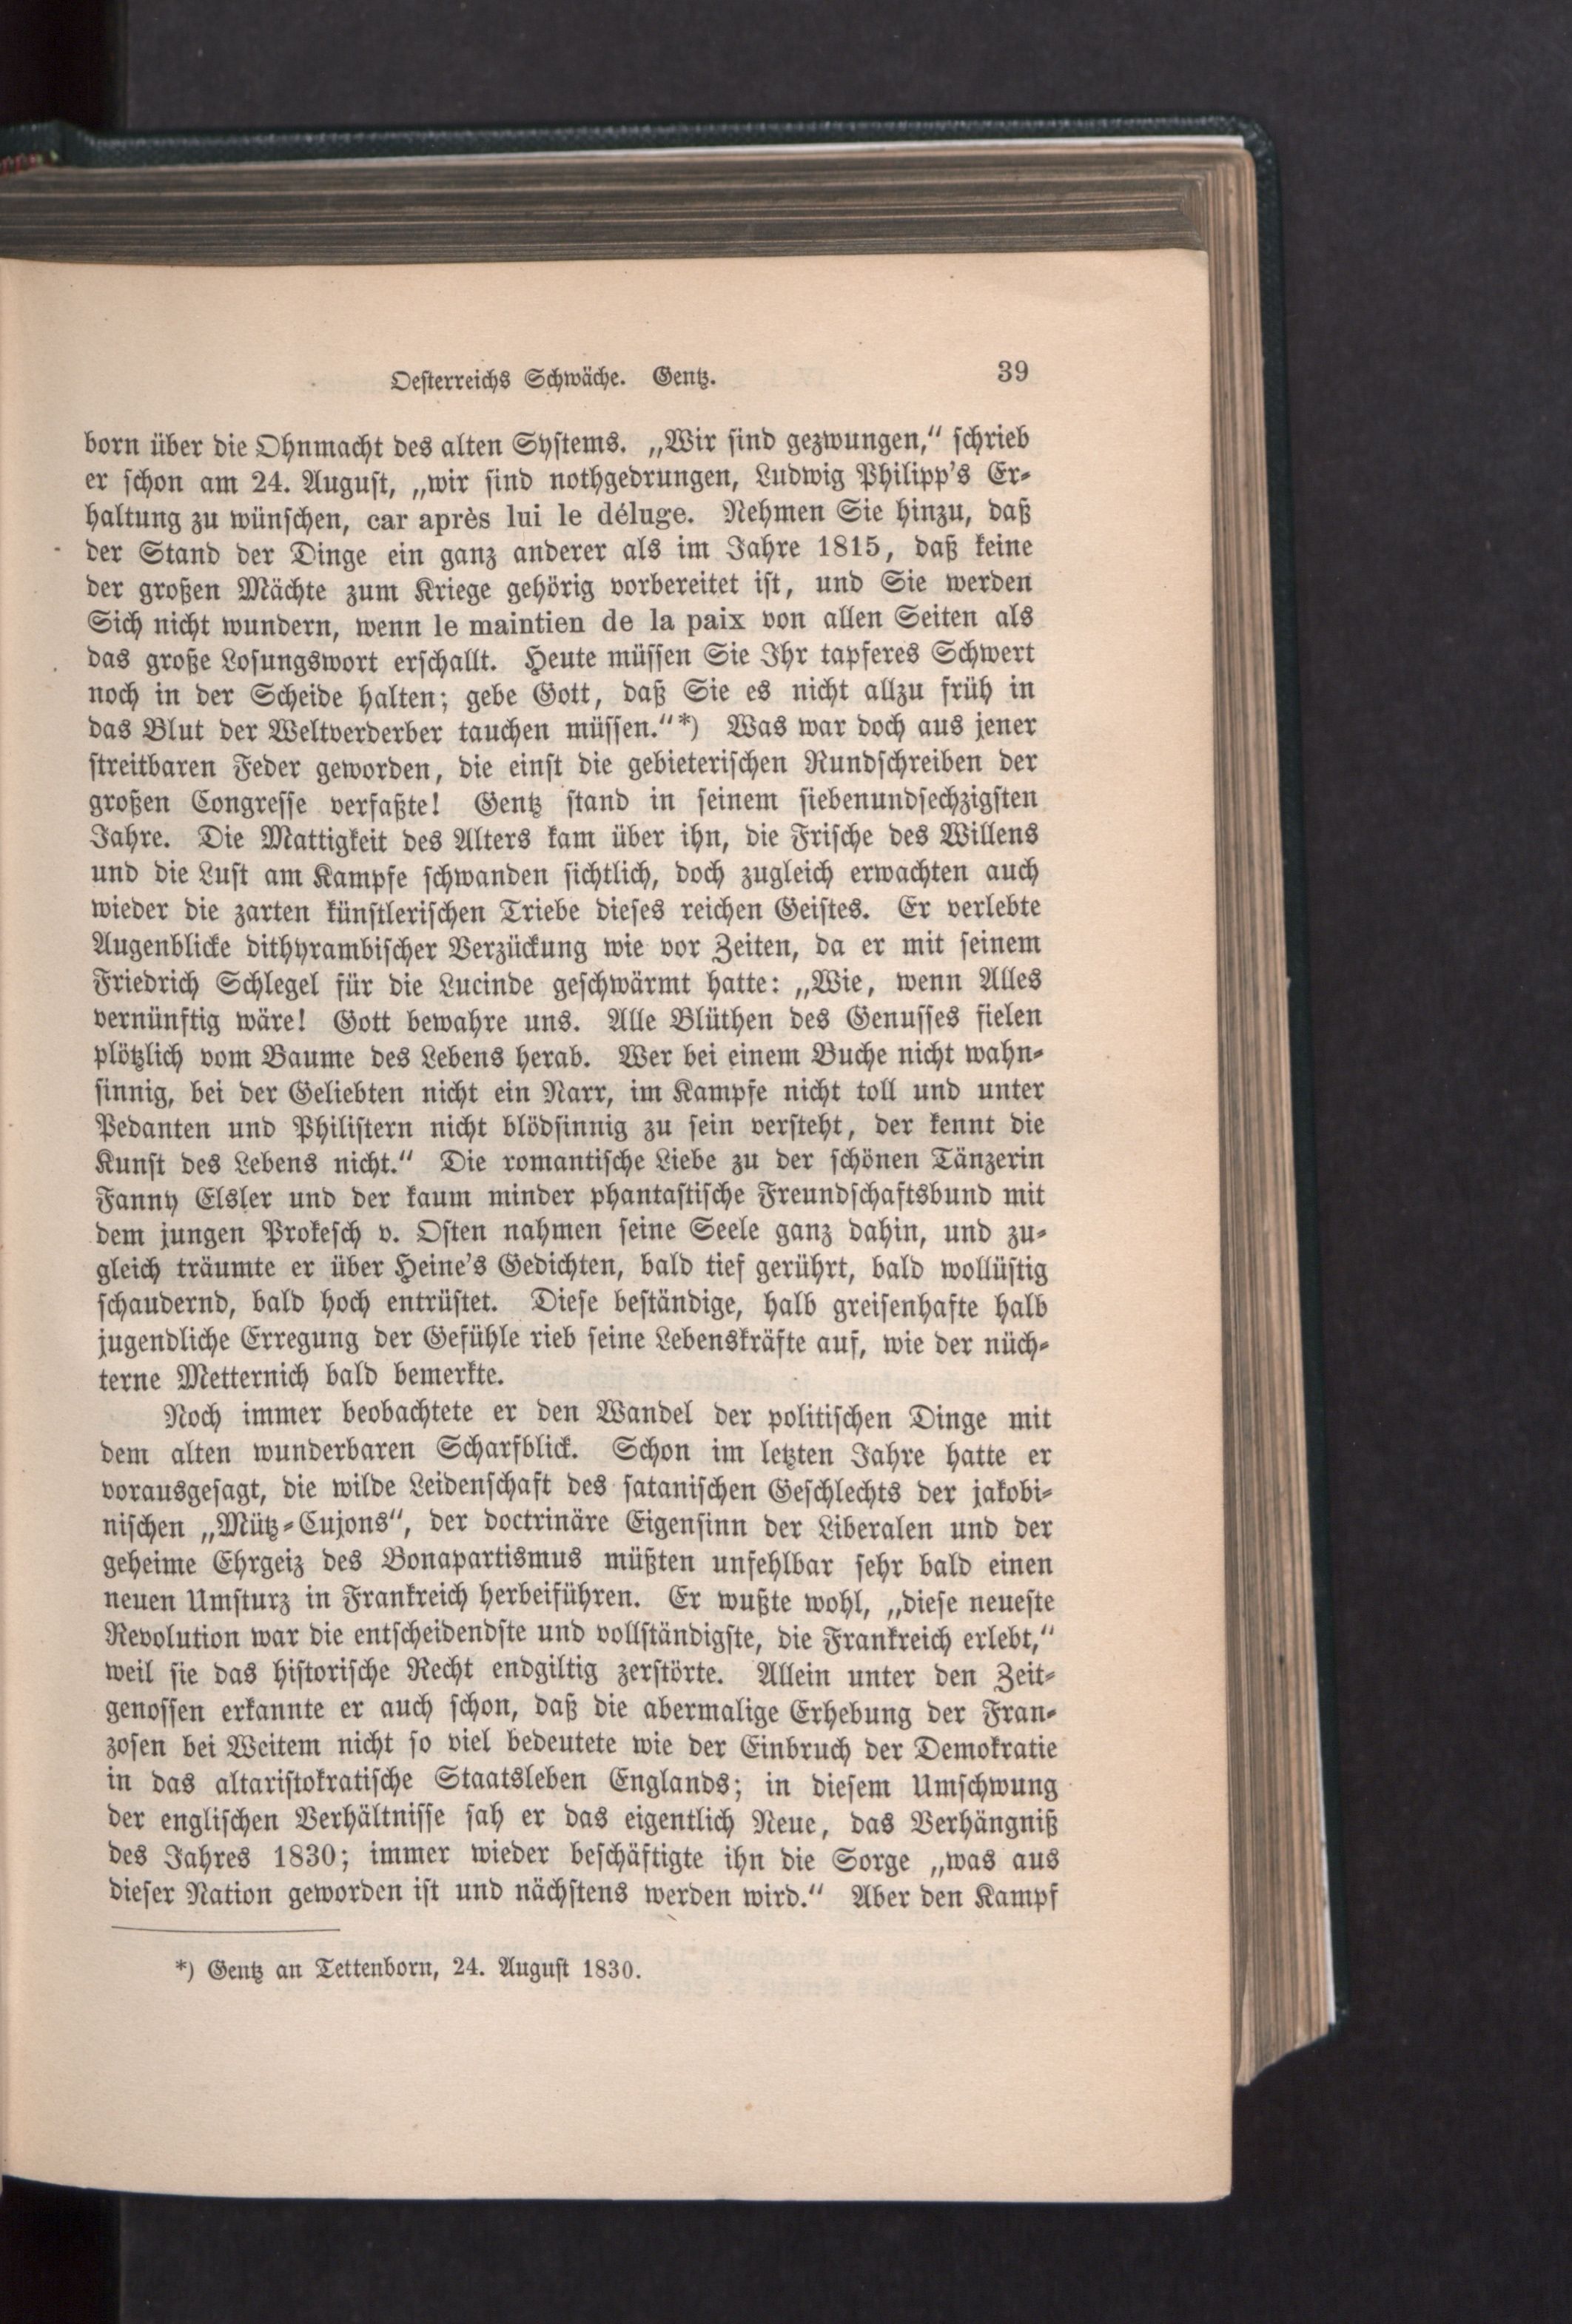 Oesterreichs Schwäche. Gentz. 39
born über die Ohnmacht des alten Systems. „Wir sind gezwungen,“ schrieb
er schon am 24. August, „wir sind nothgedrungen, Ludwig Philipp's Er-
haltung zu wünschen, car après lui le déluge. Nehmen Sie hinzu, daß
der Stand der Dinge ein ganz anderer als im Jahre 1815, daß keine
der großen Mächte zum Kriege gehörig vorbereitet ist, und Sie werden
Sich nicht wundern, wenn le maintien de la paix von allen Seiten als
das große Losungswort erschallt. Heute müssen Sie Ihr tapferes Schwert
noch in der Scheide halten; gebe Gott, daß Sie es nicht allzu früh in
das Blut der Weltverderber tauchen müssen.“*) Was war doch aus jener
streitbaren Feder geworden, die einst die gebieterischen Rundschreiben der
großen Congresse verfaßte! Gentz stand in seinem siebenundsechzigsten
Jahre. Die Mattigkeit des Alters kam über ihn, die Frische des Willens
und die Lust am Kampfe schwanden sichtlich, doch zugleich erwachten auch
wieder die zarten künstlerischen Triebe dieses reichen Geistes. Er verlebte
Augenblicke dithyrambischer Verzückung wie vor Zeiten, da er mit seinem
Friedrich Schlegel für die Lucinde geschwärmt hatte: „Wie, wenn Alles
vernünftig wäre! Gott bewahre uns. Alle Blüthen des Genusses fielen
plötzlich vom Baume des Lebens herab. Wer bei einem Buche nicht wahn-
sinnig, bei der Geliebten nicht ein Narr, im Kampfe nicht toll und unter
Pedanten und Philistern nicht blödsinnig zu sein versteht, der kennt die
Kunst des Lebens nicht.“ Die romantische Liebe zu der schönen Tänzerin
Fanny Elsler und der kaum minder phantastische Freundschaftsbund mit
dem jungen Prokesch v. Osten nahmen seine Seele ganz dahin, und zu-
gleich träumte er über Heine's Gedichten, bald tief gerührt, bald wollüstig
schaudernd, bald hoch entrüstet. Diese beständige, halb greisenhafte halb
jugendliche Erregung der Gefühle rieb seine Lebenskräfte auf, wie der nüch-
terne Metternich bald bemerkte.
Noch immer beobachtete er den Wandel der politischen Dinge mit
dem alten wunderbaren Scharfblick. Schon im letzten Jahre hatte er
vorausgesagt, die wilde Leidenschaft des satanischen Geschlechts der jakobi-
nischen „Mütz-Cujons“, der doctrinäre Eigensinn der Liberalen und der
geheime Ehrgeiz des Bonapartismus müßten unfehlbar sehr bald einen
neuen Umsturz in Frankreich herbeiführen. Er wußte wohl, „diese neueste
Revolution war die entscheidendste und vollständigste, die Frankreich erlebt,“
weil sie das historische Recht endgiltig zerstörte. Allein unter den Zeit-
genossen erkannte er auch schon, daß die abermalige Erhebung der Fran-
zosen bei Weitem nicht so viel bedeutete wie der Einbruch der Demokratie
in das altaristokratische Staatsleben Englands; in diesem Umschwung
der englischen Verhältnisse sah er das eigentlich Neue, das Verhängniß
des Jahres 1830; immer wieder beschäftigte ihn die Sorge „was aus
dieser Nation geworden ist und nächstens werden wird.“ Aber den Kampf
*) Gentz an Tettenborn, 24. August 1830.